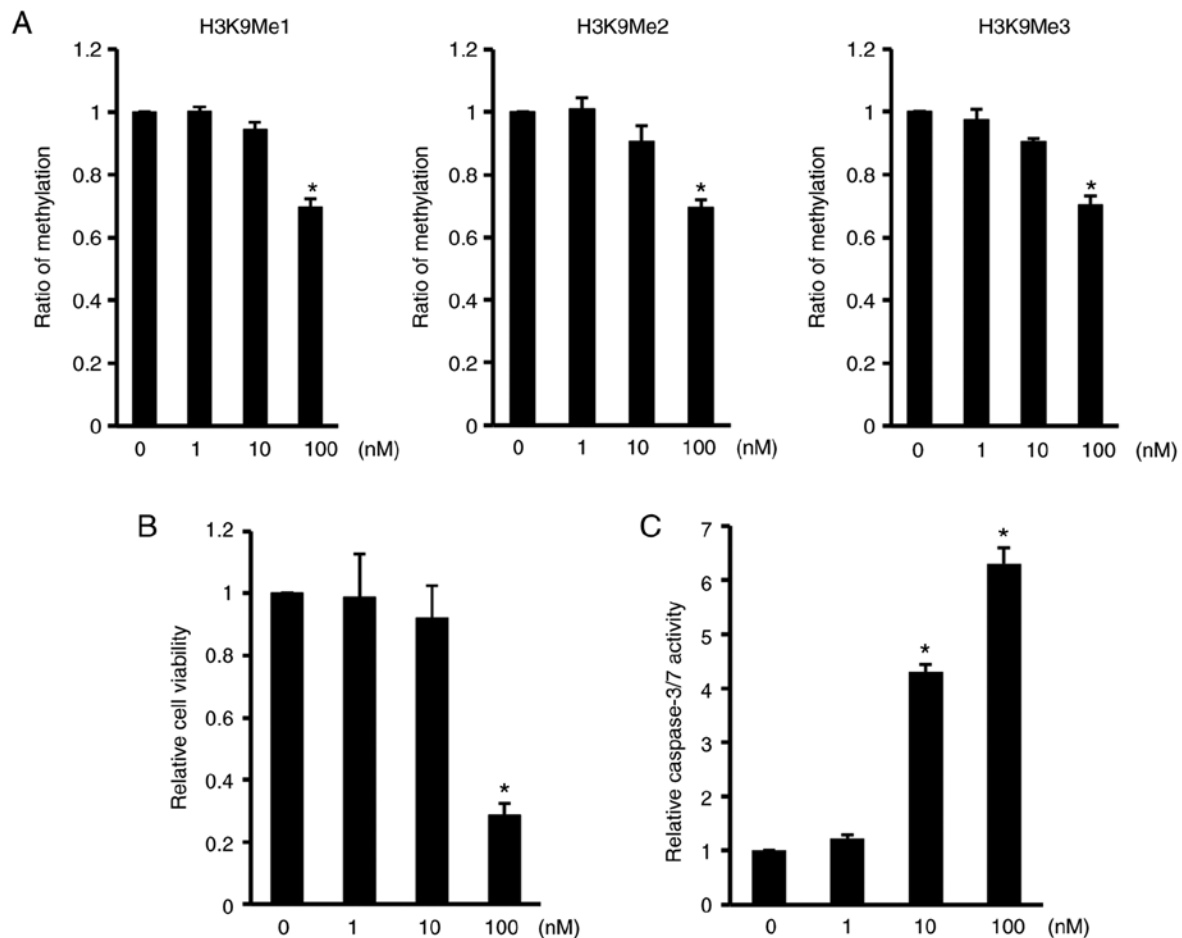 A
H3K9Me1
H3K9Me2
H3K9Me3
Ratio of methylation
1.2
1
0.8
0.6
0.4
0.2
0
*
0 1 10 100 (nM)
Ratio of methylation
1.2
1
0.8
0.6
0.4
0.2
0
*
0 1 10 100 (nM)
Ratio of methylation
1.2
1
0.8
0.6
0.4
0.2
0
*
0 1 10 100 (nM)
B
Relative cell viability
1.2
1
0.8
0.6
0.4
0.2
0
*
0 1 10 100 (nM)
C
Relative caspase-3/7 activity
7
6
5
4
3
2
1
0
*
*
0 1 10 100 (nM)